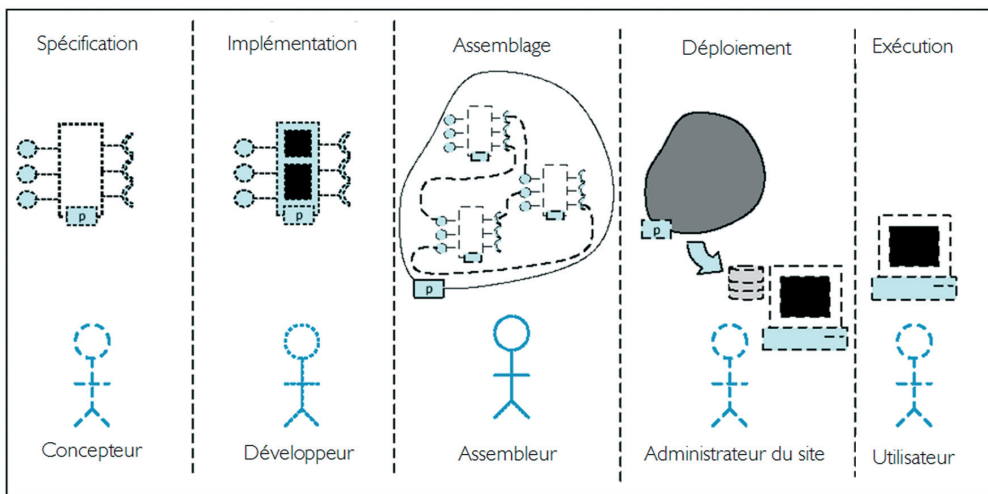 Spécification
Implémentation
Assemblage
Déploiement
Exécution
p
p
p
p
Concepteur
Développeur
Assembleur
Administrateur du site
Utilisateur